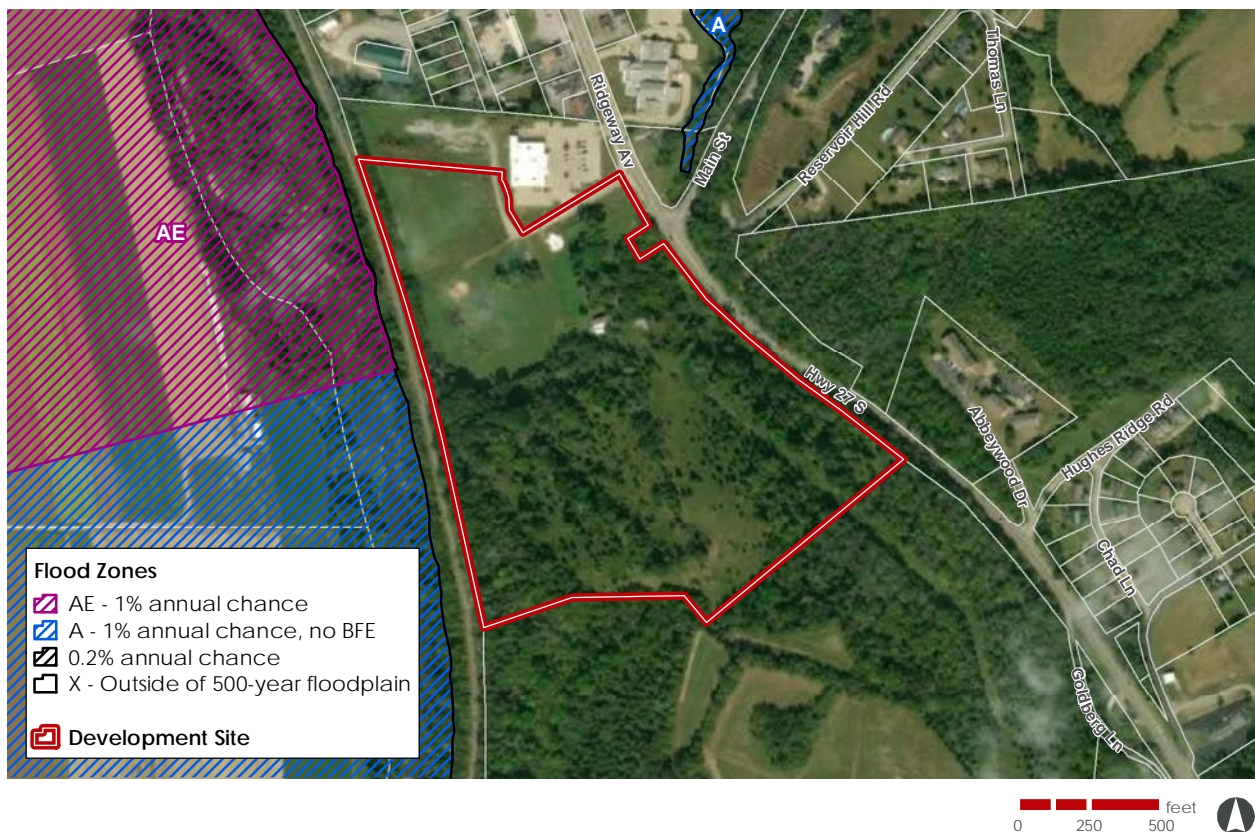 A
Ridgeway Av
Main St
Reservoir Hill Rd
Thomas Ln
AE
Hwy 27 S
Abbeywood Dr
Hughes Ridge Rd
Chad Ln
Goldberg Ln
Flood Zones
AE - 1% annual chance
A - 1% annual chance, no BFE
0.2% annual chance
X - Outside of 500-year floodplain
Development Site
feet
0 250 500